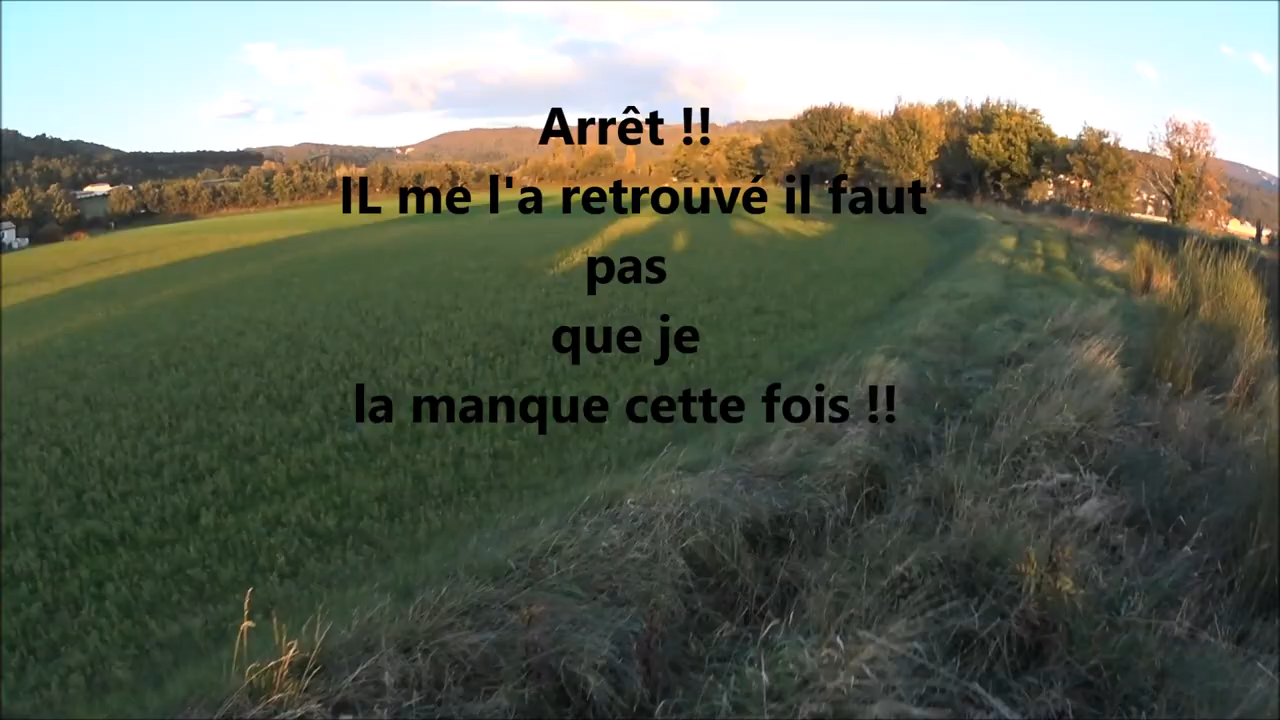 Arrêt !!
IL me l'a retrouvé il faut
pas
que je
la manque cette fois !!